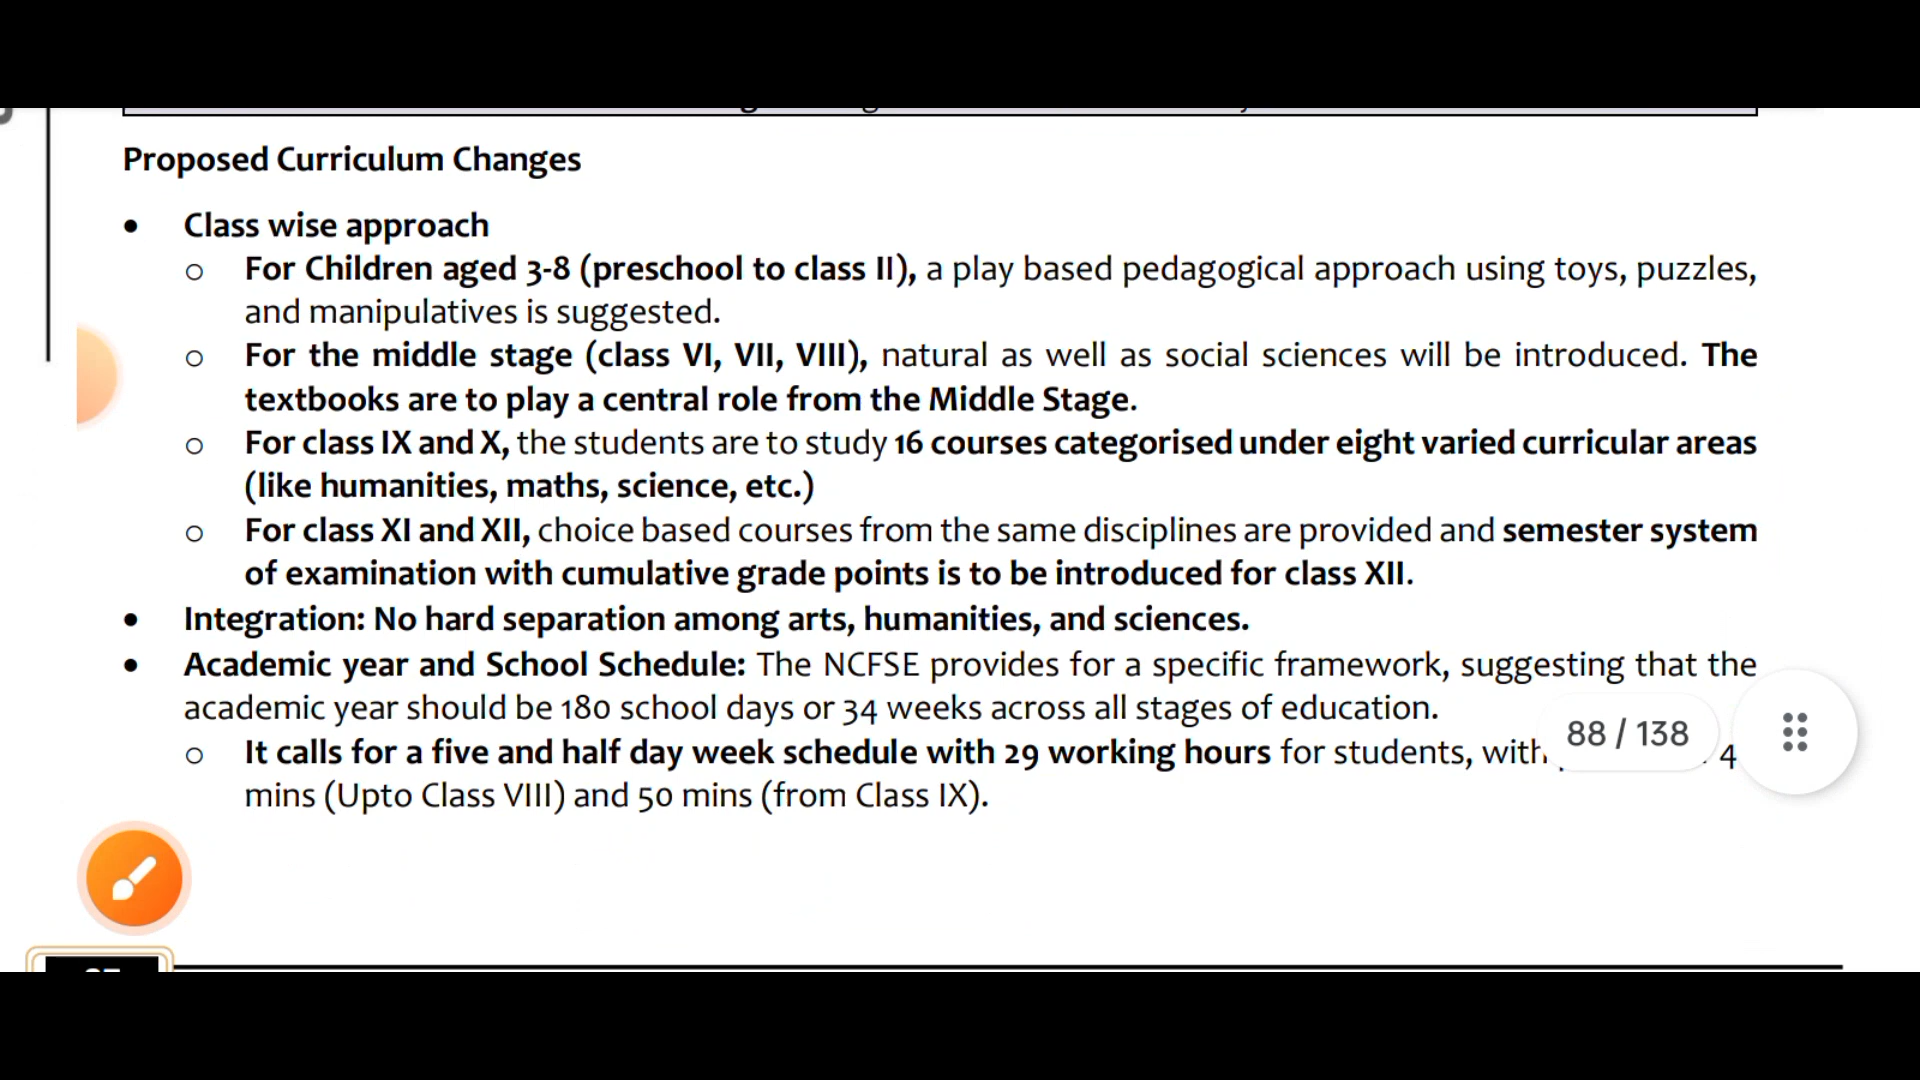 Proposed Curriculum Changes
• Class wise approach
o For Children aged 3-8 (preschool to class II), a play based pedagogical approach using toys, puzzles,
and manipulatives is suggested.
o For the middle stage (class VI, VII, VIII), natural as well as social sciences will be introduced. The
textbooks are to play a central role from the Middle Stage.
o For class IX and X, the students are to study 16 courses categorised under eight varied curricular areas
(like humanities, maths, science, etc.)
o For class XI and XII, choice based courses from the same disciplines are provided and semester system
of examination with cumulative grade points is to be introduced for class XII.
• Integration: No hard separation among arts, humanities, and sciences.
• Academic year and School Schedule: The NCFSE provides for a specific framework, suggesting that the
academic year should be 180 school days or 34 weeks across all stages of education.
88 / 138
o It calls for a five and half day week schedule with 29 working hours for students, with
mins (Upto Class VIII) and 50 mins (from Class IX).